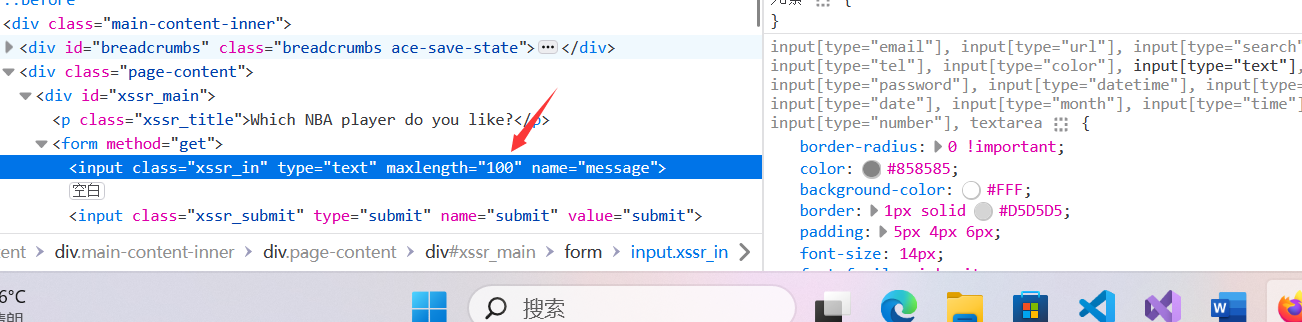 ::before
<div class="main-content-inner">
<div id="breadcrumbs" class="breadcrumbs ace-save-state"> ••• </div>
<div class="page-content">
<div id="xssr_main">
<p class="xssr_title">Which NBA player do you like?</p>
<form method="get">
<input class="xssr_in" type="text" maxlength="100" name="message">
空白
<input class="xssr_submit" type="submit" name="submit" value="submit">
div.main-content-inner > div.page-content > div#xssr_main > form > input.xssr_in
{
}
input[type="email"], input[type="url"], input[type="search"
input[type="tel"], input[type="color"], input[type="text"],
input[type="password"], input[type="datetime"], input[type=
input[type="date"], input[type="month"], input[type="time"]
input[type="number"], textarea {
border-radius: 0 !important;
color: #858585;
background-color: #FFF;
border: 1px solid #D5D5D5;
padding: 5px 4px 6px;
font-size: 14px;
6°C
搜索